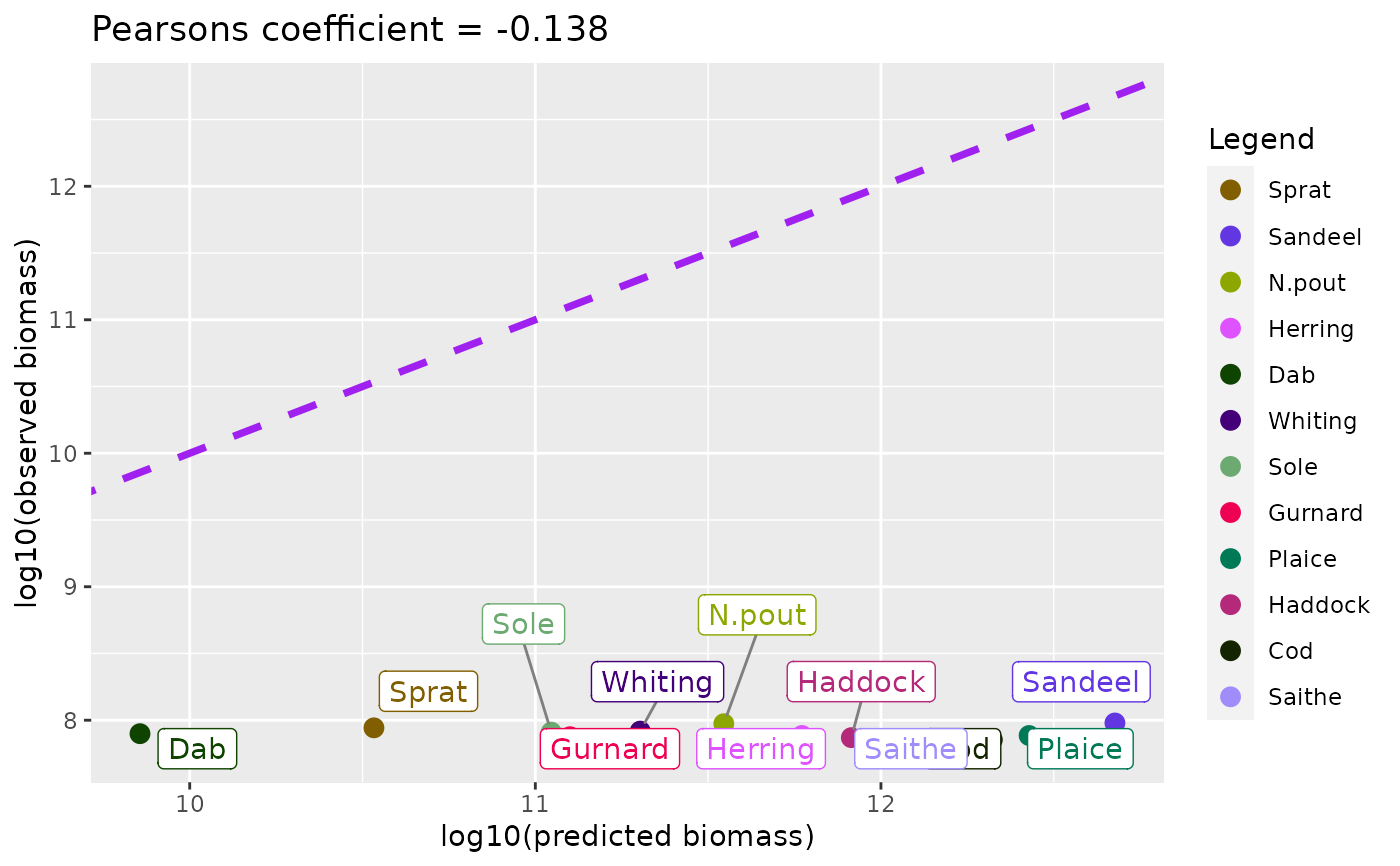 Pearsons coefficient = -0.138
log10(observed biomass)
12
11
10
9
8
Sole
N.pout
Sprat
Whiting
Haddock
Sandeel
Dab
Gurnard
Herring
Saithe
Plaice
10
11
12
log10(predicted biomass)
Legend
Sprat
Sandeel
N.pout
Herring
Dab
Whiting
Sole
Gurnard
Plaice
Haddock
Cod
Saithe